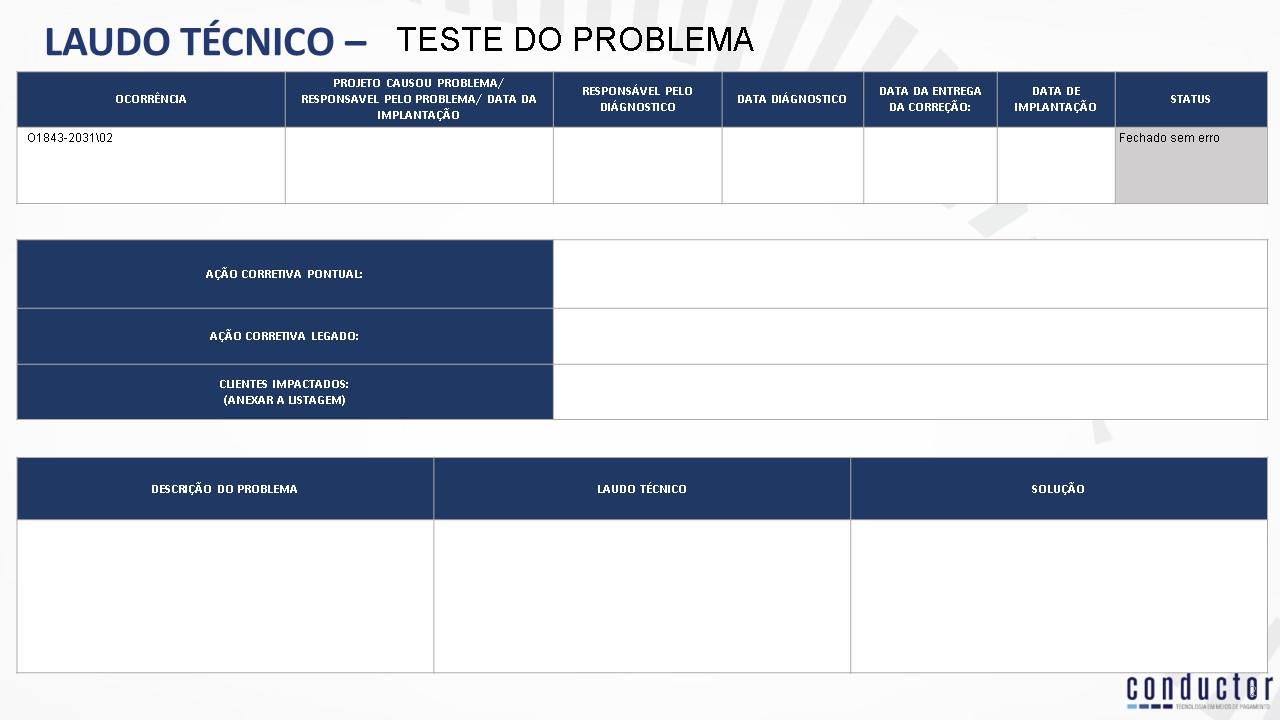 LAUDO TÉCNICO – TESTE DO PROBLEMA
OCORRÊNCIA
PROJETO CAUSOU PROBLEMA/
RESPONSAVEL PELO PROBLEMA/ DATA DA
IMPLANTAÇÃO
RESPONSÁVEL PELO
DIÁGNOSTICO
DATA DIÁGNOSTICO
DATA DA ENTREGA
DA CORREÇÃO:
DATA DE
IMPLANTAÇÃO
STATUS
O1843-2031\02
Fechado sem erro
AÇÃO CORRETIVA PONTUAL:
AÇÃO CORRETIVA LEGADO:
CLIENTES IMPACTADOS:
(ANEXAR A LISTAGEM)
DESCRIÇÃO DO PROBLEMA
LAUDO TÉCNICO
SOLUÇÃO
conductor
TECNOLOGIA EM MEIOS DE PAGAMENTO